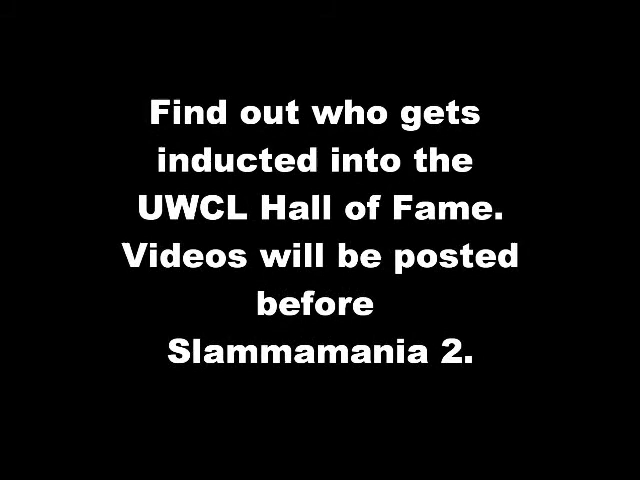 Find out who gets
inducted into the
UWCL Hall of Fame.
Videos will be posted
before
Slammamania 2.